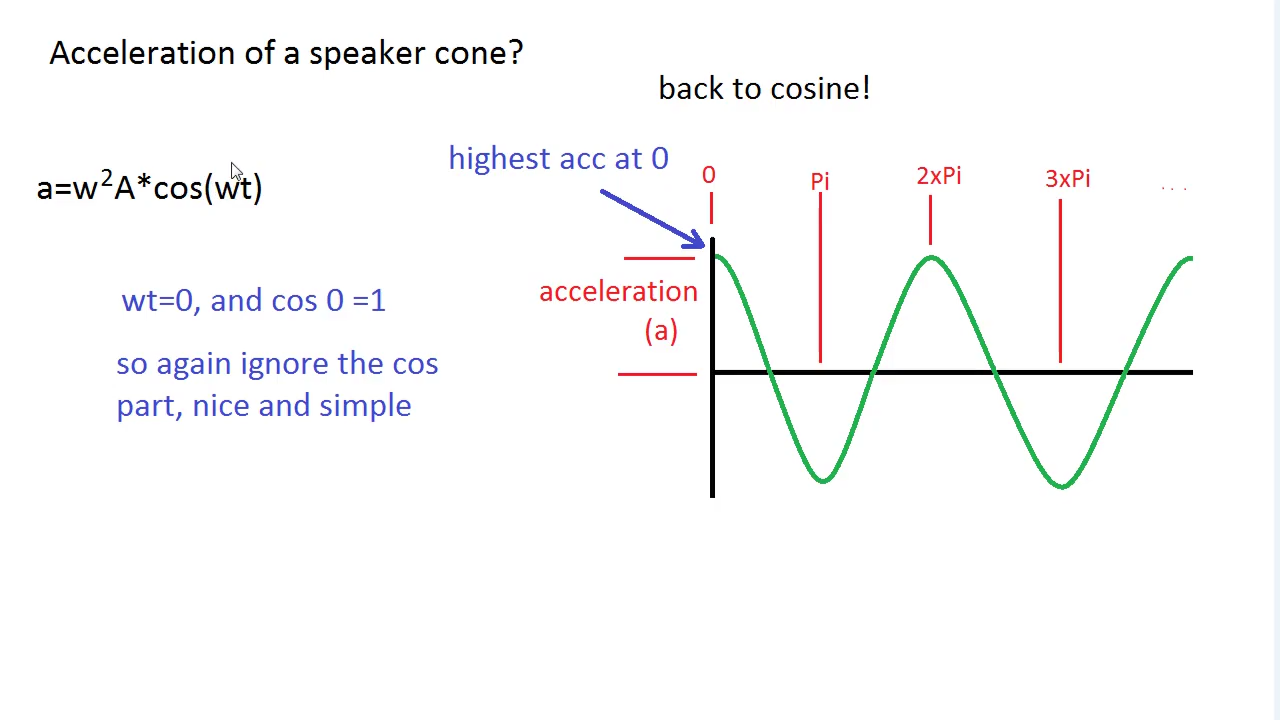 Acceleration of a speaker cone?
back to cosine!
highest acc at 0
a=w²A*cos(wt)
0
Pi
2xPi
3xPi
. . .
acceleration
(a)
wt=0, and cos 0 =1
so again ignore the cos
part, nice and simple